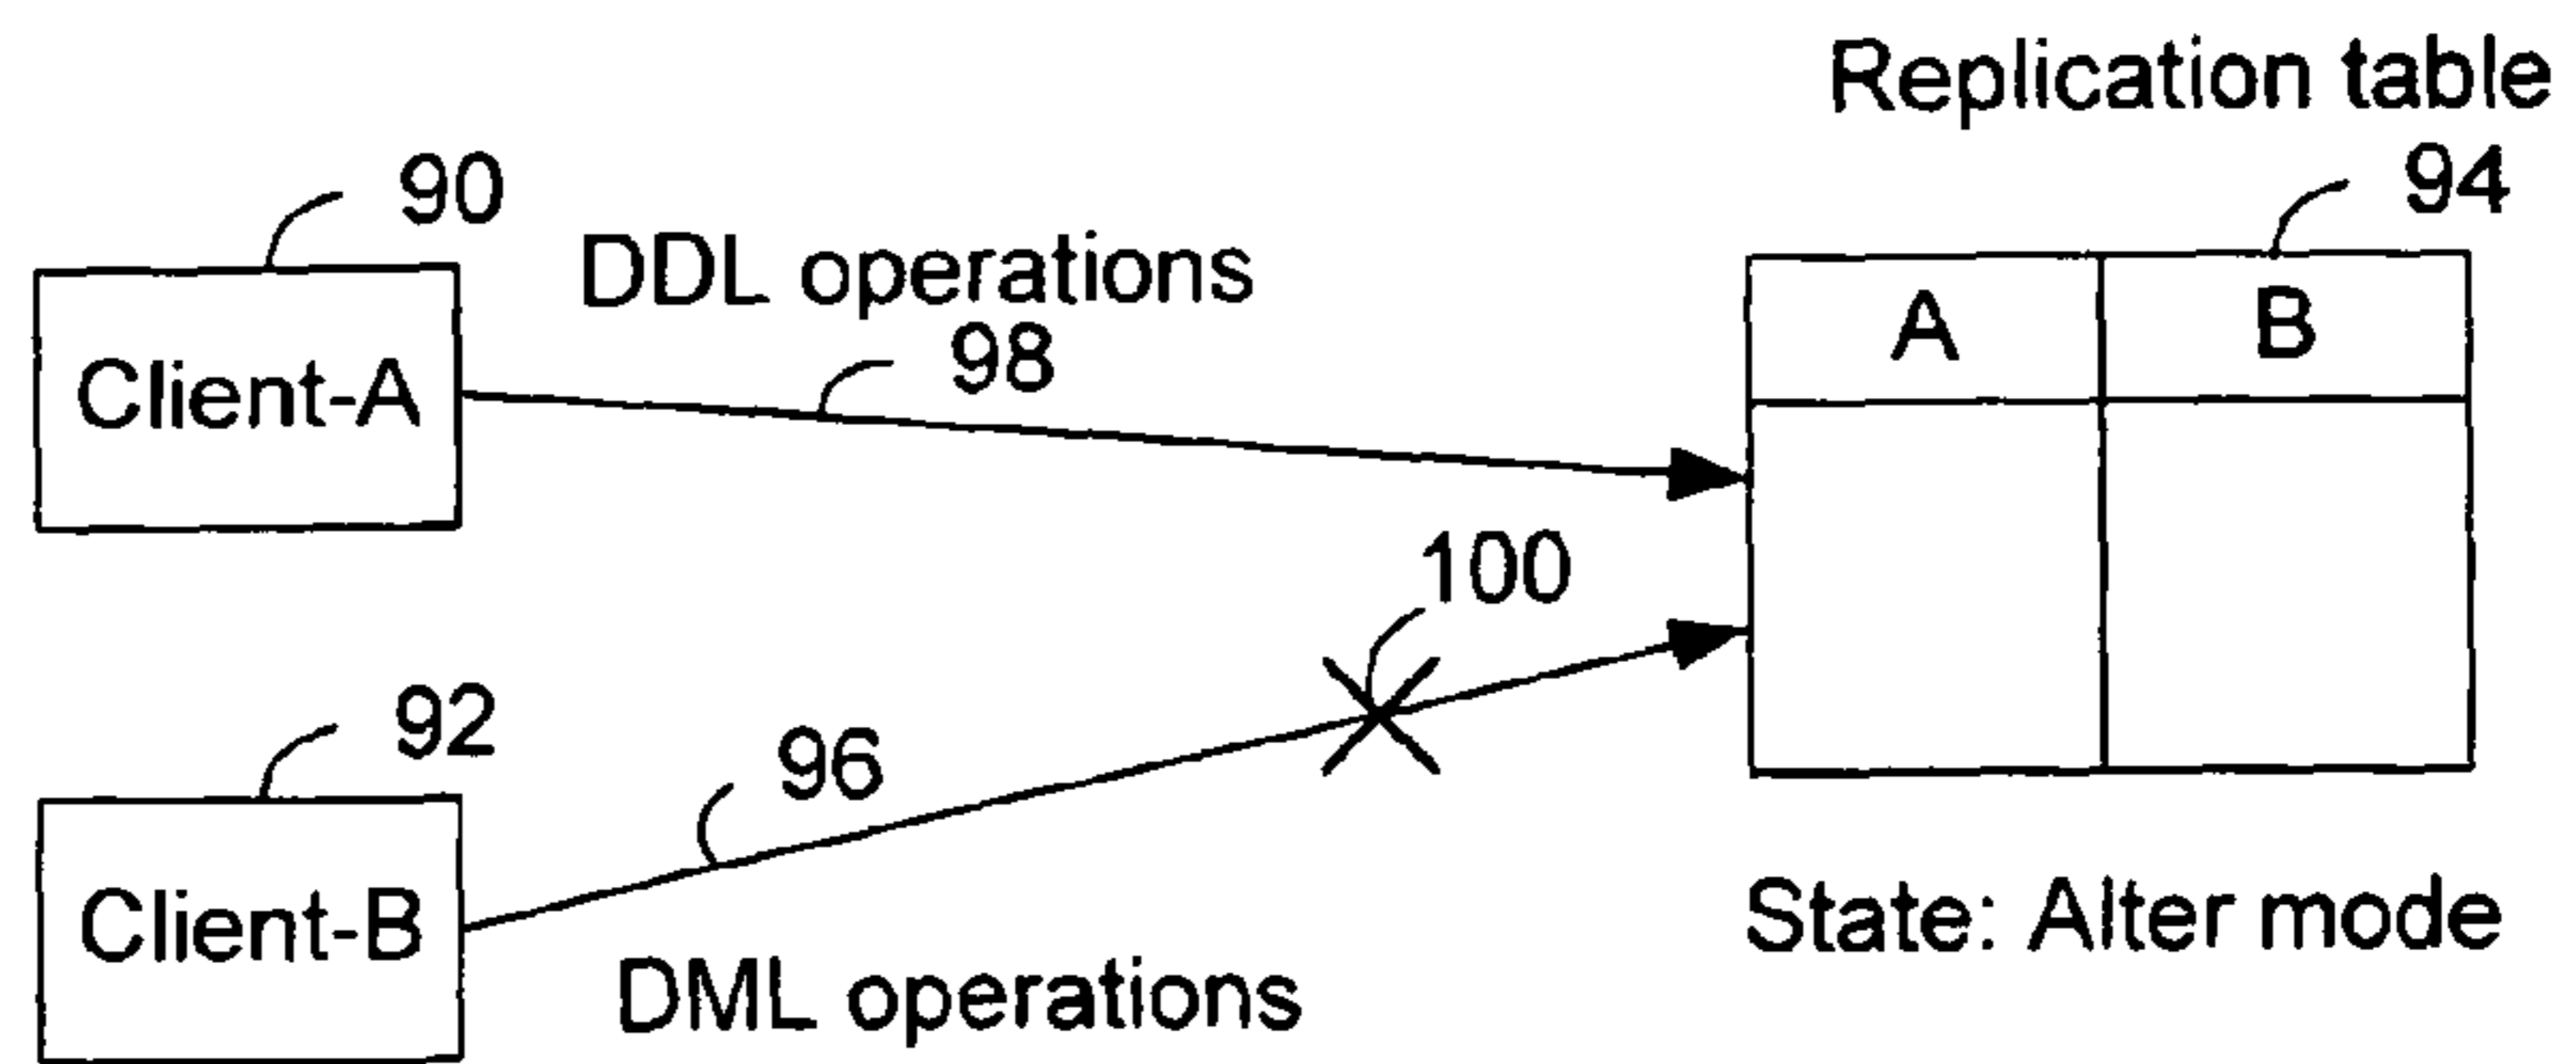 Replication table
94
90
DDL operations
98
Client-A
A
B
100
92
96
Client-B
DML operations
State: Alter mode